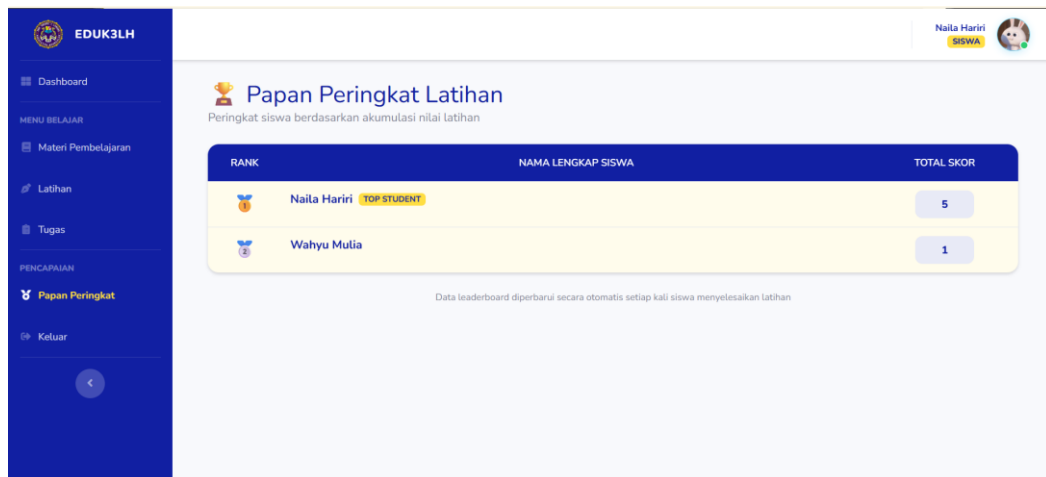 EDUK3LH
Naila Hariri
SISWA
Dashboard
MENU BELAJAR
Materi Pembelajaran
Latihan
Tugas
PENCAPAIAN
Papan Peringkat
Keluar
Papan Peringkat Latihan
Peringkat siswa berdasarkan akumulasi nilai latihan
RANK NAMA LENGKAP SISWA TOTAL SKOR
1 Naila Hariri TOP STUDENT 5
2 Wahyu Mulia 1
Data leaderboard diperbarui secara otomatis setiap kali siswa menyelesaikan latihan